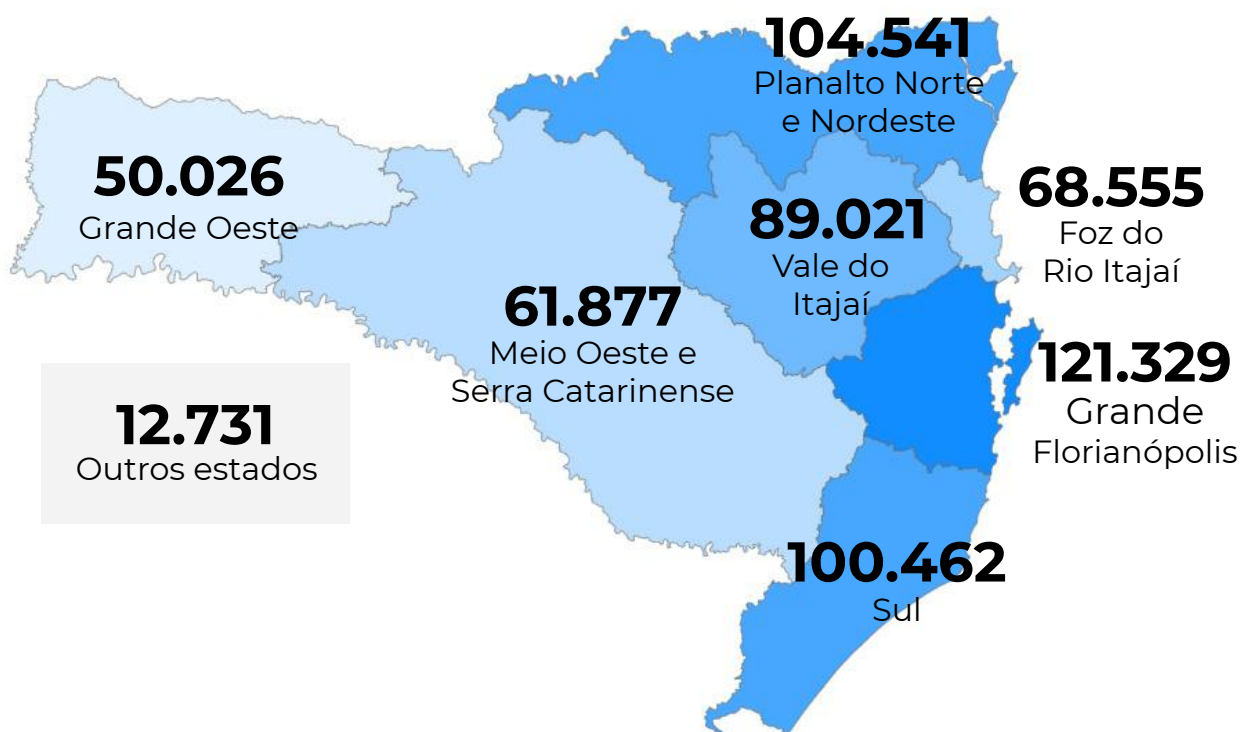 104.541
Planalto Norte
e Nordeste
50.026
Grande Oeste
89.021
Vale do
Itajaí
68.555
Foz do
Rio Itajaí
61.877
Meio Oeste e
Serra Catarinense
121.329
Grande
Florianópolis
12.731
Outros estados
100.462
Sul